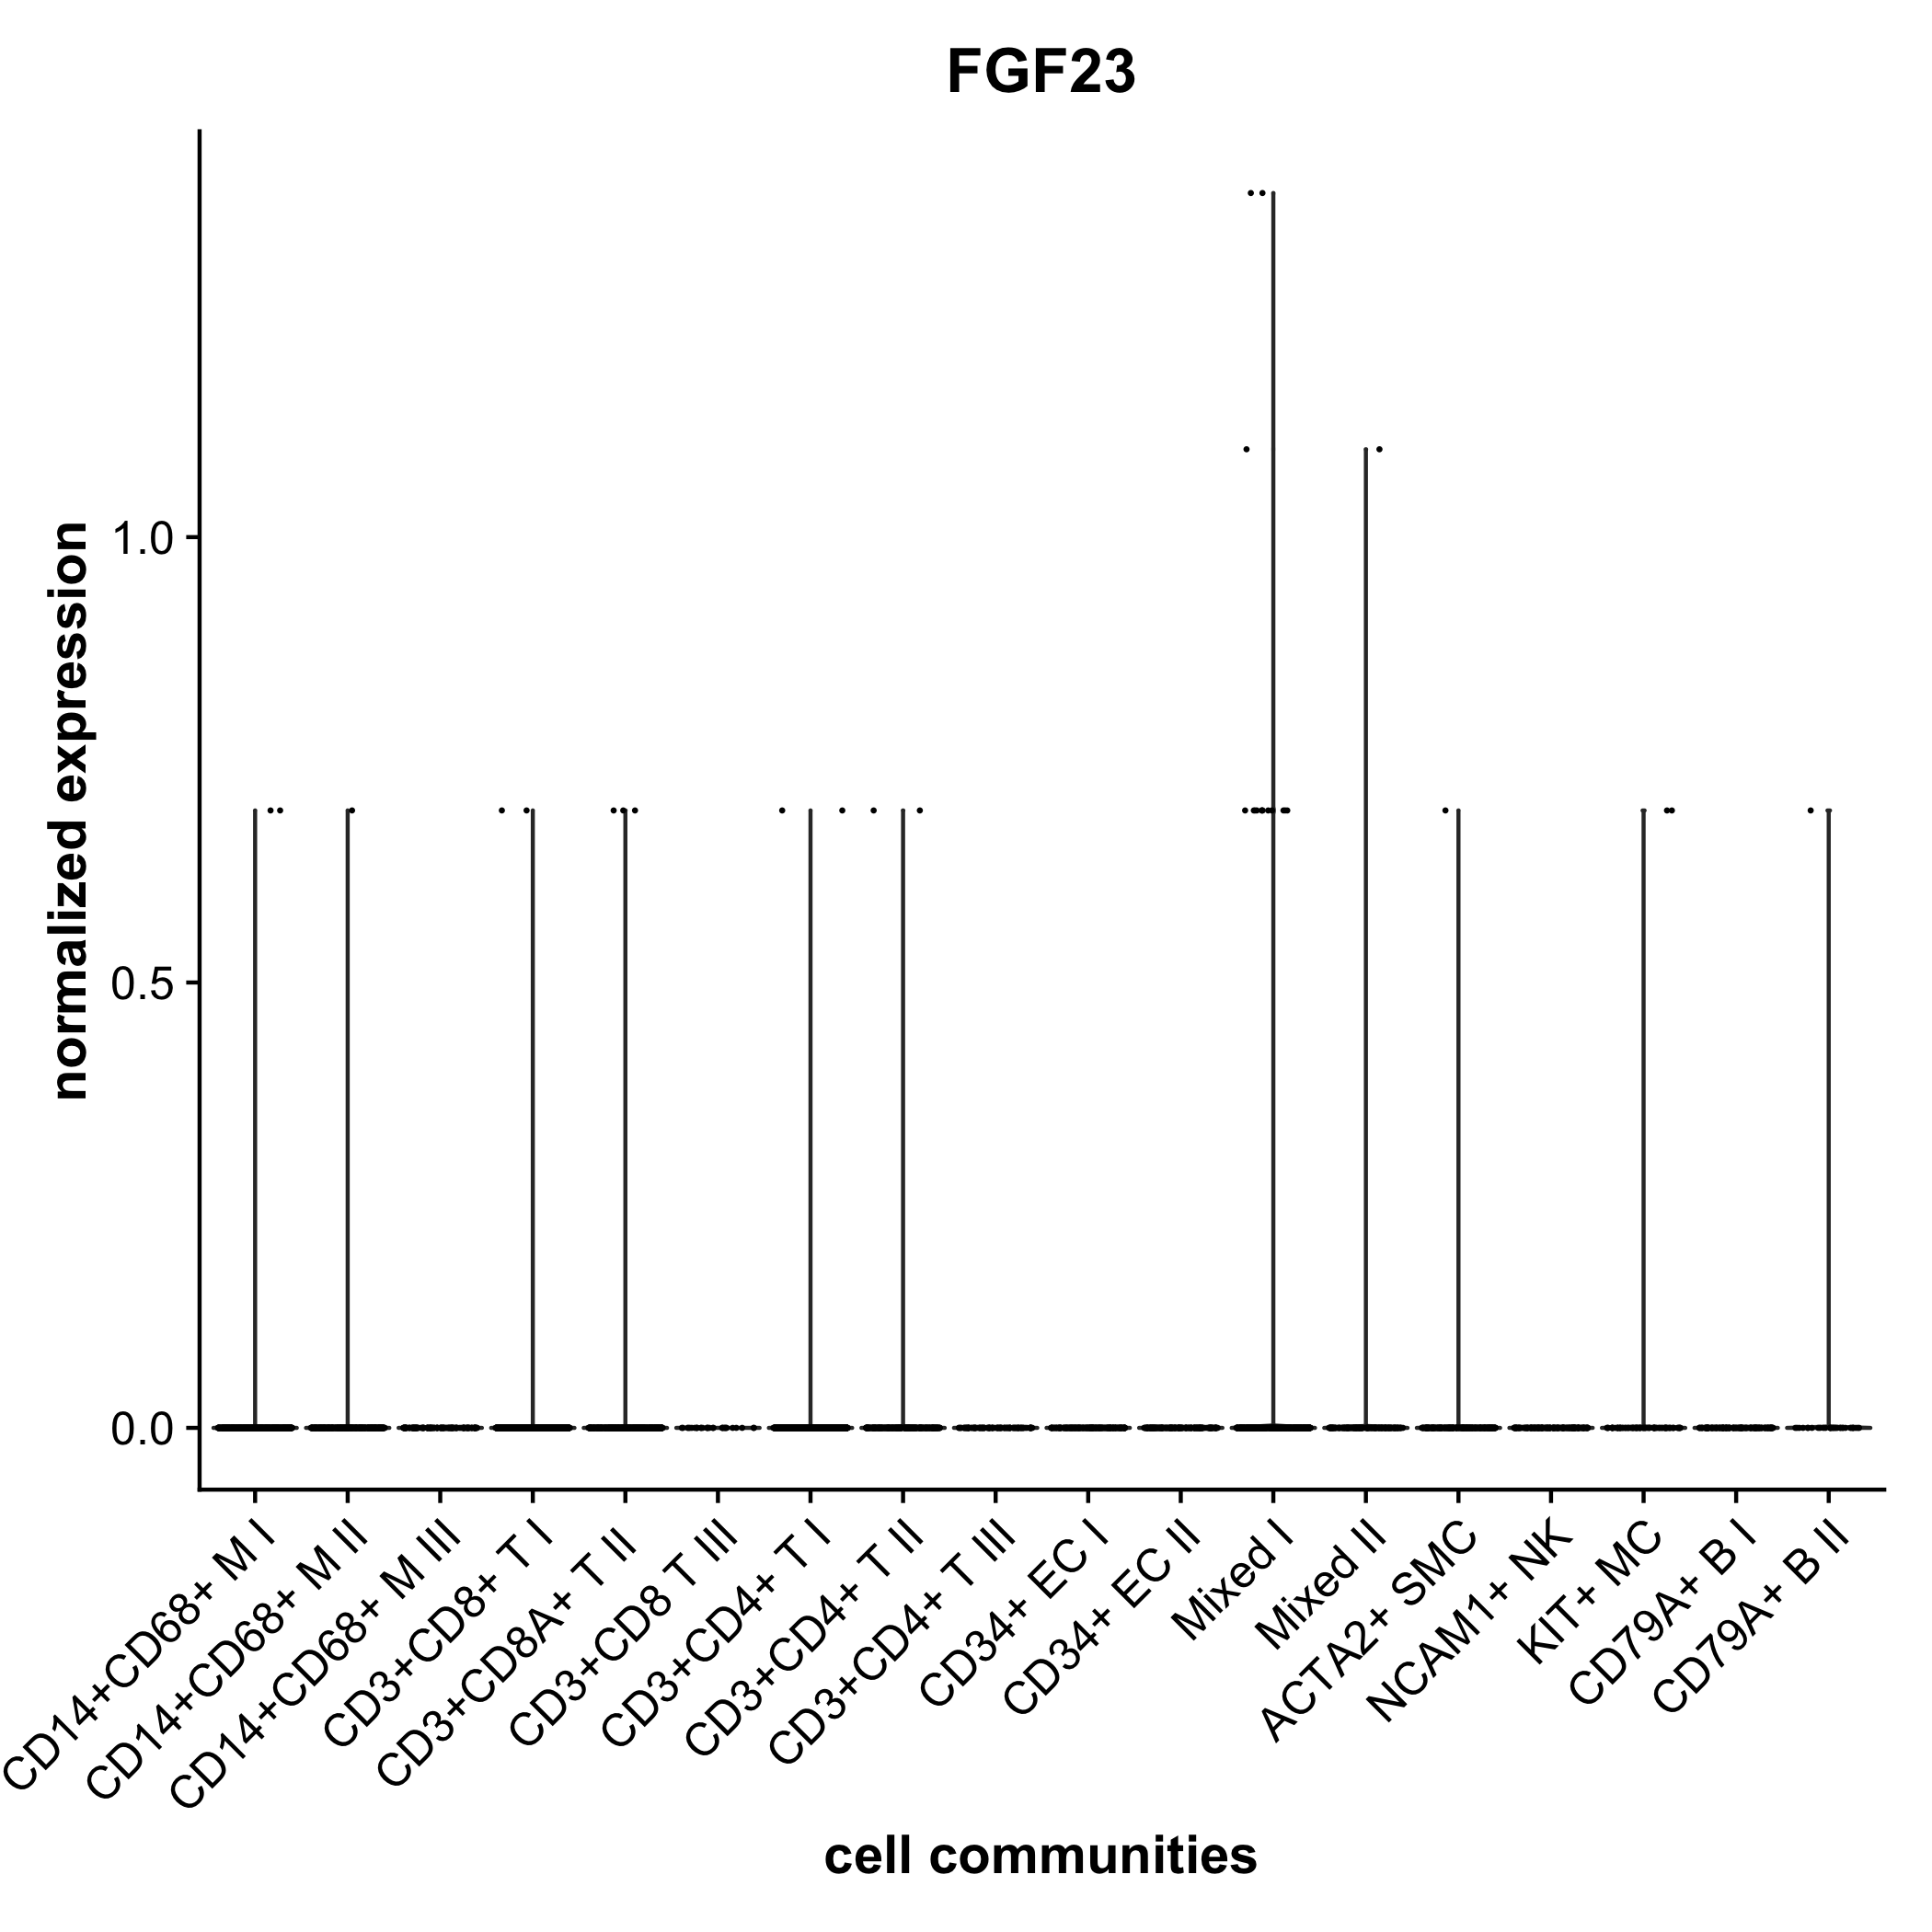 FGF23
normalized expression
1.0
0.5
0.0
CD14+CD68+ M I
CD14+CD68+ M II
CD14+CD68+ M III
CD3+CD8+ T I
CD3+CD8A+ T II
CD3+CD8 T III
CD3+CD4+ T I
CD3+CD4+ T II
CD3+CD4+ T III
CD34+ EC I
CD34+ EC II
Mixed I
Mixed II
ACTA2+ SMC
NCAM1+ NK
KIT+ MC
CD79A+ B I
CD79A+ B II
cell communities